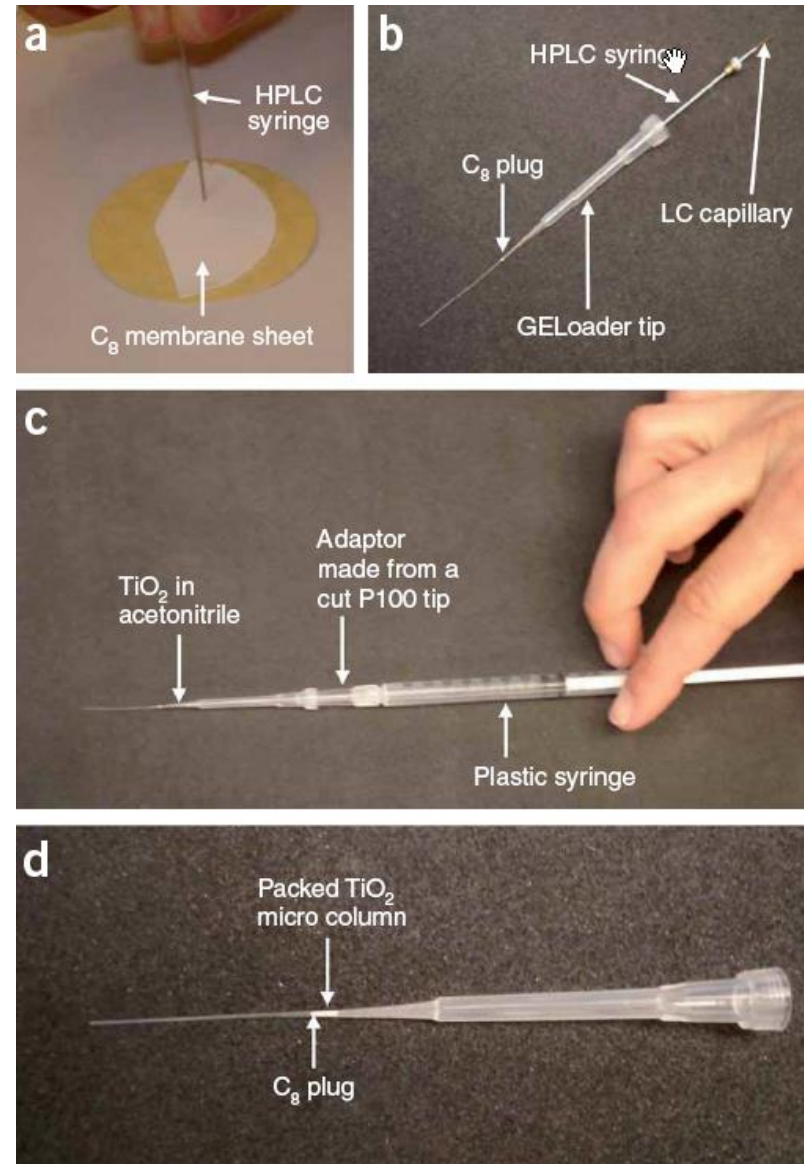 a
HPLC
syringe
C₈ membrane sheet
b
HPLC syring
C₈ plug
LC capillary
GELoader tip
c
Adaptor
made from a
cut P100 tip
TiO₂ in
acetonitrile
Plastic syringe
d
Packed TiO₂
micro column
C₈ plug